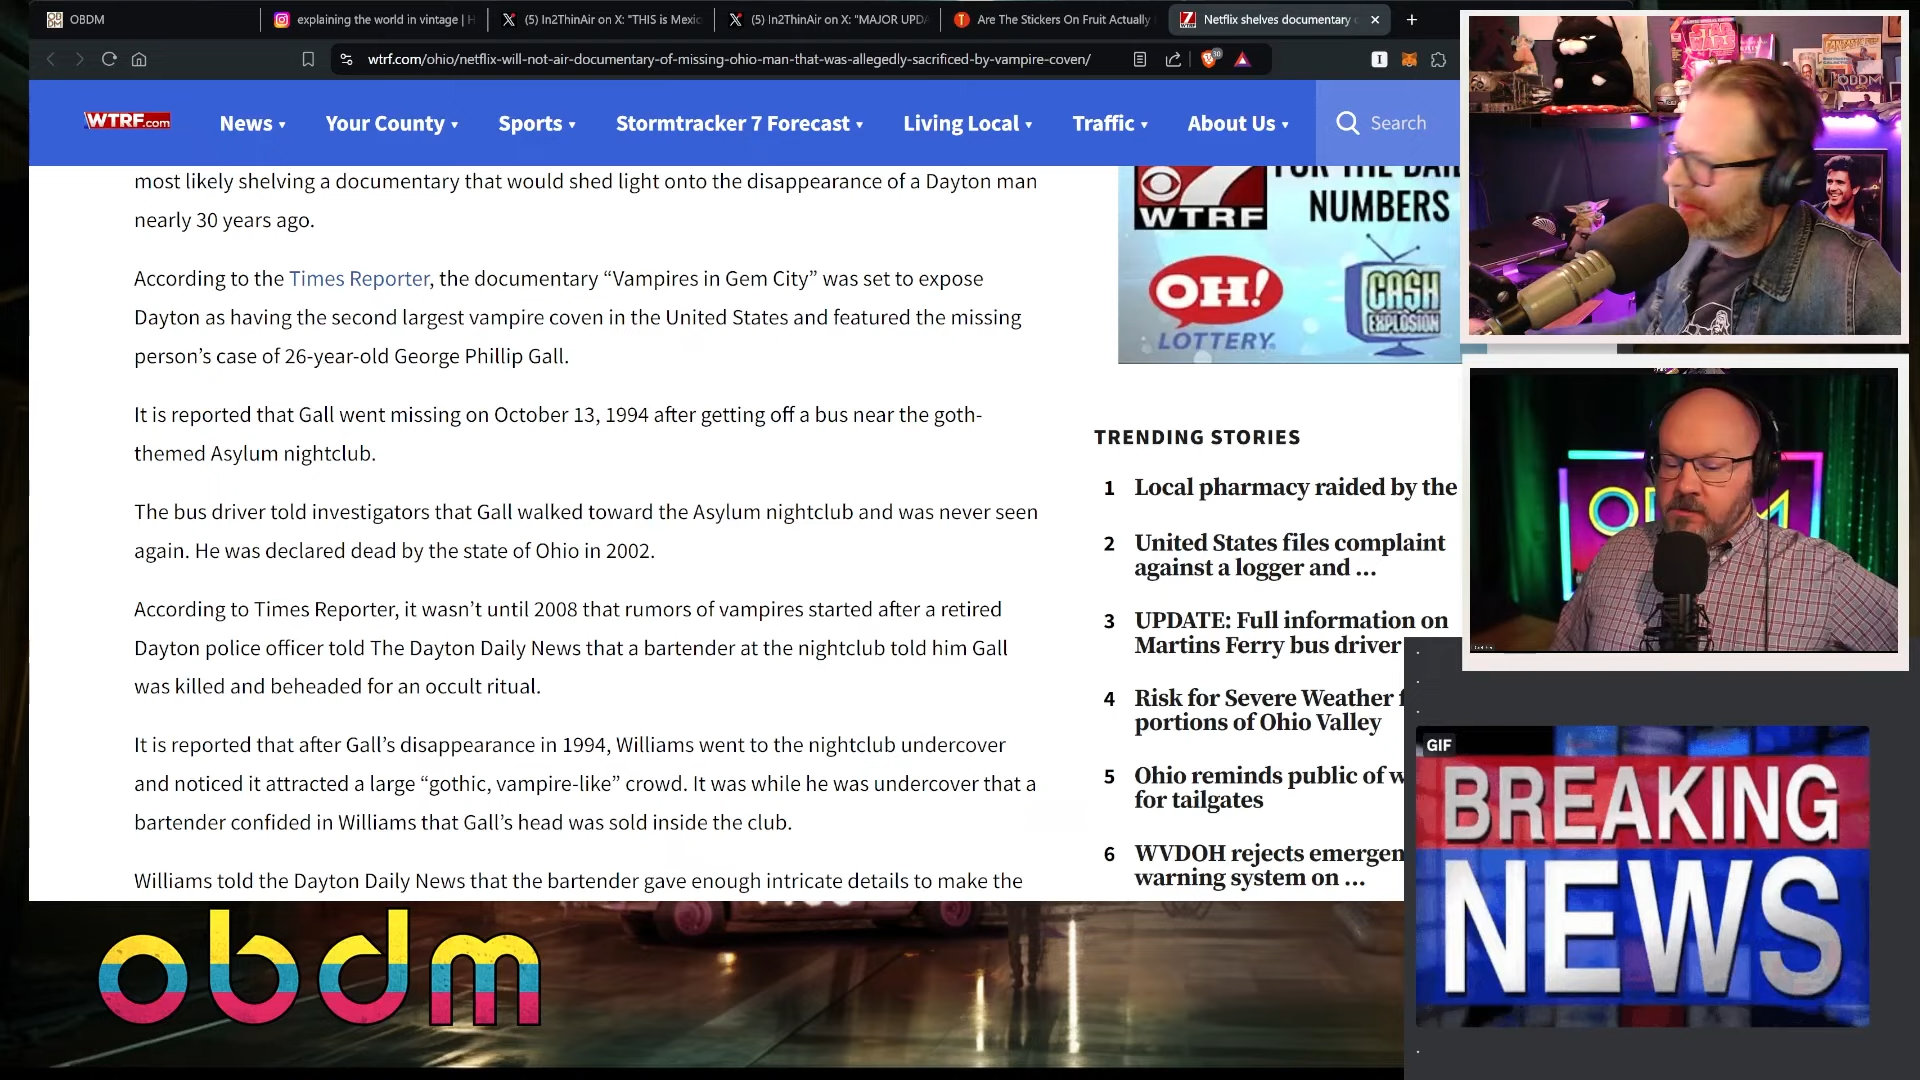 OBDM
explaining the world in vintage | H
(5) In2ThinAir on X: "THIS is Mexic
(5) In2ThinAir on X: "MAJOR UPDA
Are The Stickers On Fruit Actually
Netflix shelves documentary
wtrf.com/ohio/netflix-will-not-air-documentary-of-missing-ohio-man-that-was-allegedly-sacrificed-by-vampire-coven/
30
WTRF.com
News
Your County
Sports
Stormtracker 7 Forecast
Living Local
Traffic
About Us
Search
most likely shelving a documentary that would shed light onto the disappearance of a Dayton man
nearly 30 years ago.
According to the Times Reporter, the documentary “Vampires in Gem City” was set to expose
Dayton as having the second largest vampire coven in the United States and featured the missing
person’s case of 26-year-old George Phillip Gall.
It is reported that Gall went missing on October 13, 1994 after getting off a bus near the goth-
themed Asylum nightclub.
The bus driver told investigators that Gall walked toward the Asylum nightclub and was never seen
again. He was declared dead by the state of Ohio in 2002.
According to Times Reporter, it wasn’t until 2008 that rumors of vampires started after a retired
Dayton police officer told The Dayton Daily News that a bartender at the nightclub told him Gall
was killed and beheaded for an occult ritual.
It is reported that after Gall’s disappearance in 1994, Williams went to the nightclub undercover
and noticed it attracted a large “gothic, vampire-like” crowd. It was while he was undercover that a
bartender confided in Williams that Gall’s head was sold inside the club.
Williams told the Dayton Daily News that the bartender gave enough intricate details to make the
7
WTRF
FOR THE DAIL
NUMBERS
OH!
LOTTERY
CASH
EXPLOSION
TRENDING STORIES
1 Local pharmacy raided by the
2 United States files complaint
against a logger and …
3 UPDATE: Full information on
Martins Ferry bus driver
4 Risk for Severe Weather f
portions of Ohio Valley
5 Ohio reminds public of w
for tailgates
6 WVDOH rejects emergen
warning system on …
STAR
WARS
OBDM
OBDM
GIF
BREAKING
NEWS
obdm